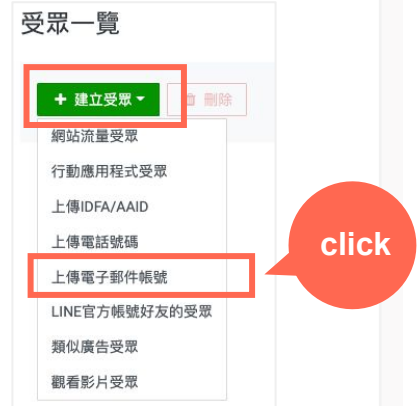 受眾一覽
+ 建立受眾
刪除
網站流量受眾
行動應用程式受眾
上傳IDFA/AAID
上傳電話號碼
上傳電子郵件帳號
click
LINE官方帳號好友的受眾
類似廣告受眾
觀看影片受眾